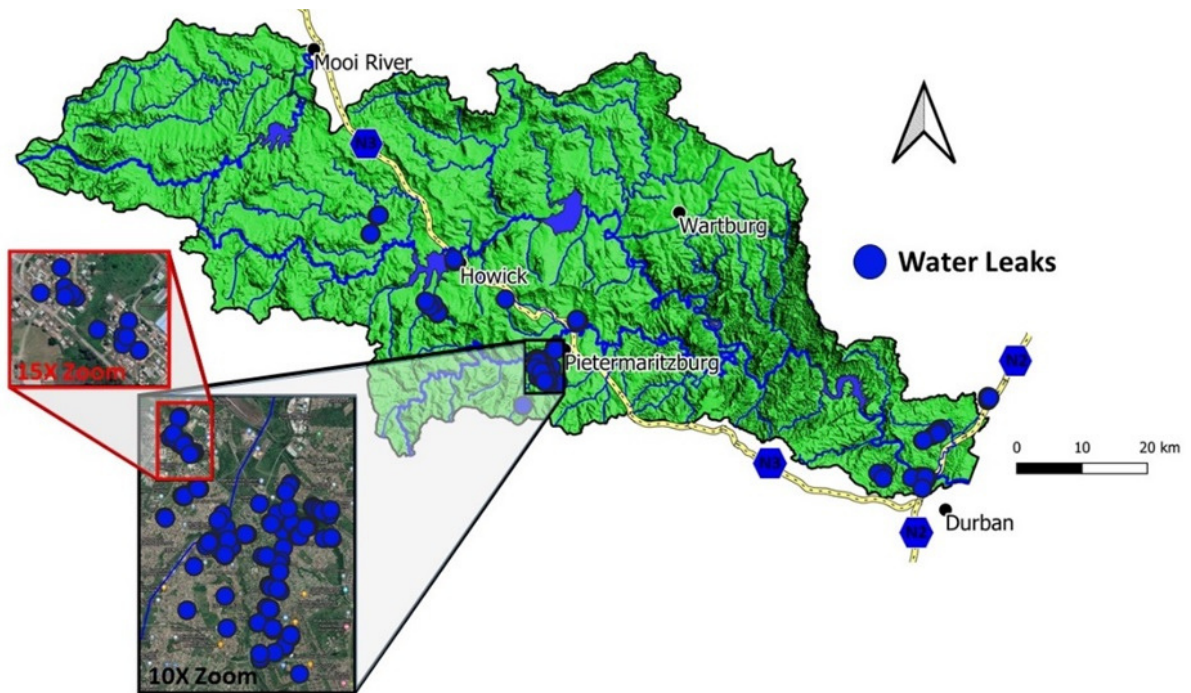 Mooi River
N3
Wartburg
Water Leaks
Howick
15X Zoom
Pietermaritzburg
N2
0 10 20 km
N3
Durban
N2
10X Zoom